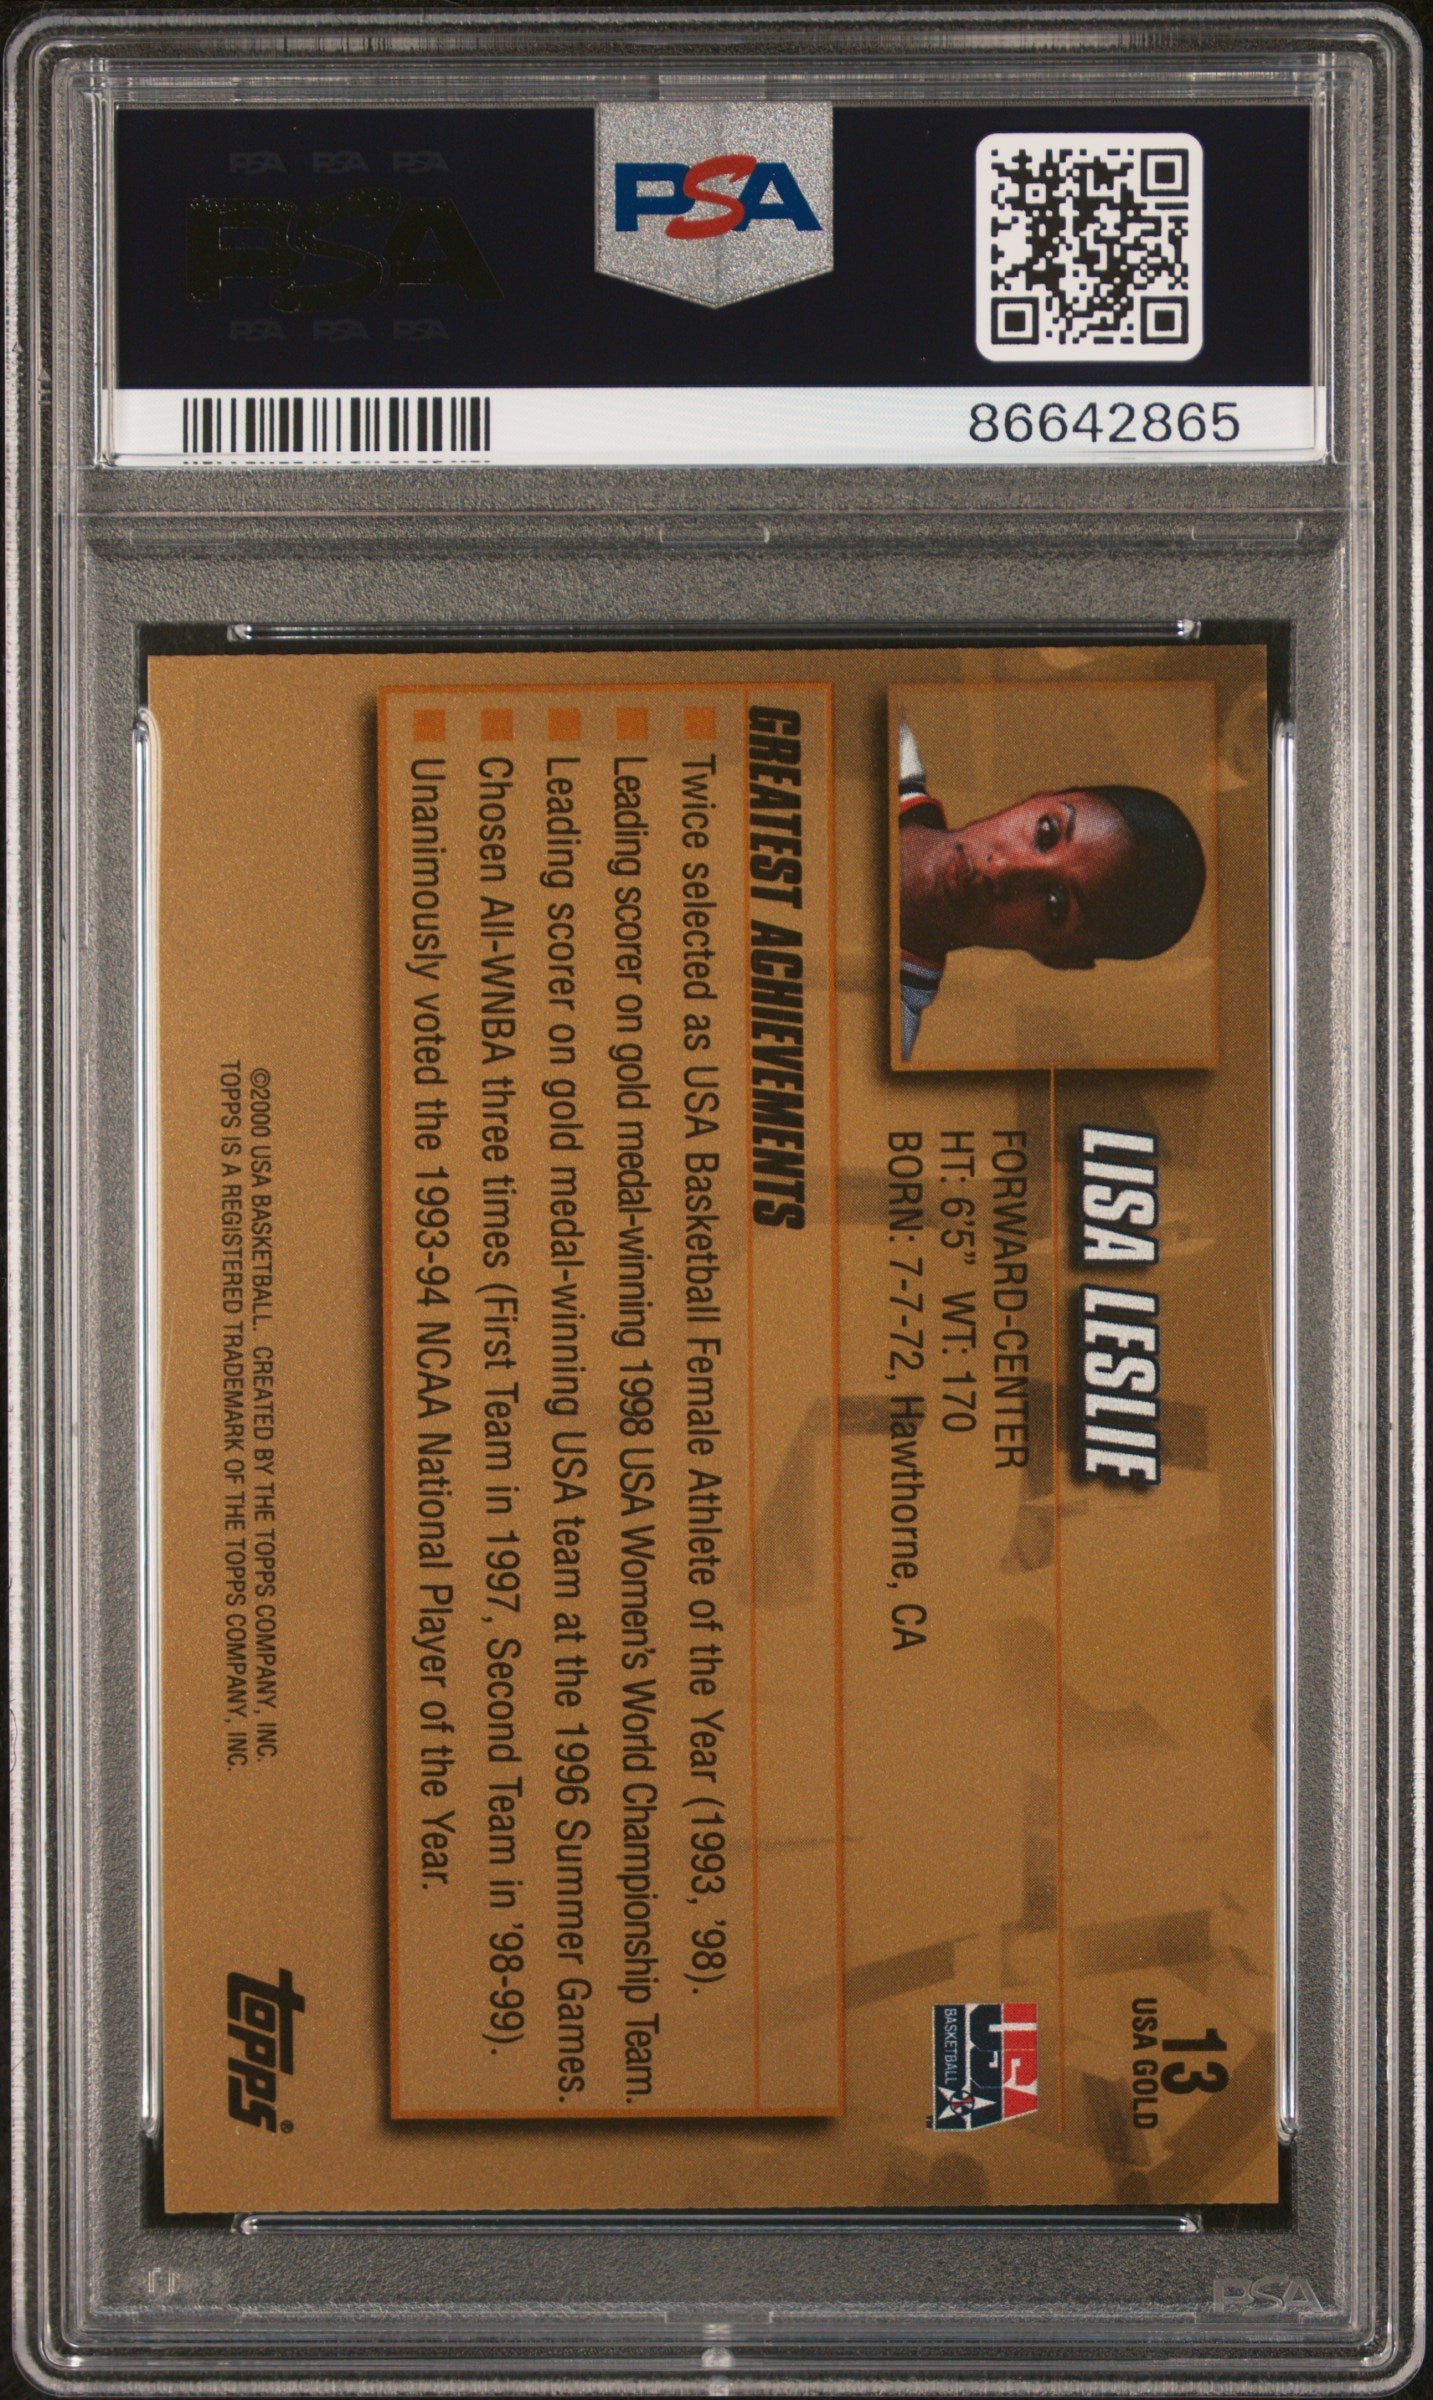 PSA PSA PSA
PSA
PSA PSA PSA
PSA
86642865
13
USA GOLD
LISA LESLIE
FORWARD-CENTER
HT: 6'5" WT: 170
BORN: 7-7-72, Hawthorne, CA
USA
BASKETBALL
TM
GREATEST ACHIEVEMENTS
Twice selected as USA Basketball Female Athlete of the Year (1993, '98).
Leading scorer on gold medal-winning 1998 USA Women's World Championship Team.
Leading scorer on gold medal-winning USA team at the 1996 Summer Games.
Chosen All-WNBA three times (First Team in 1997, Second Team in '98-99).
Unanimously voted the 1993-94 NCAA National Player of the Year.
©2000 USA BASKETBALL. CREATED BY THE TOPPS COMPANY, INC.
TOPPS IS A REGISTERED TRADEMARK OF THE TOPPS COMPANY, INC.
topps®
PSA